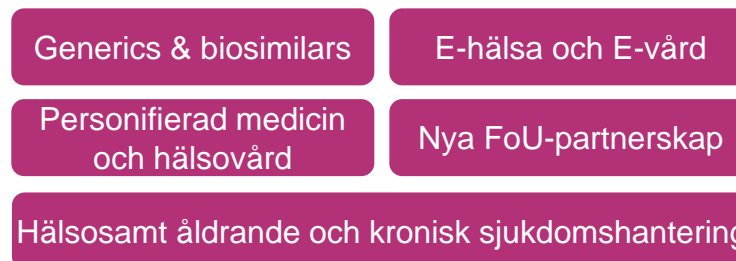 Generics & biosimilars
E-hälsa och E-vård
Personifierad medicin
och hälsovård
Nya FoU-partnerskap
Hälsosamt åldrande och kronisk sjukdomshantering